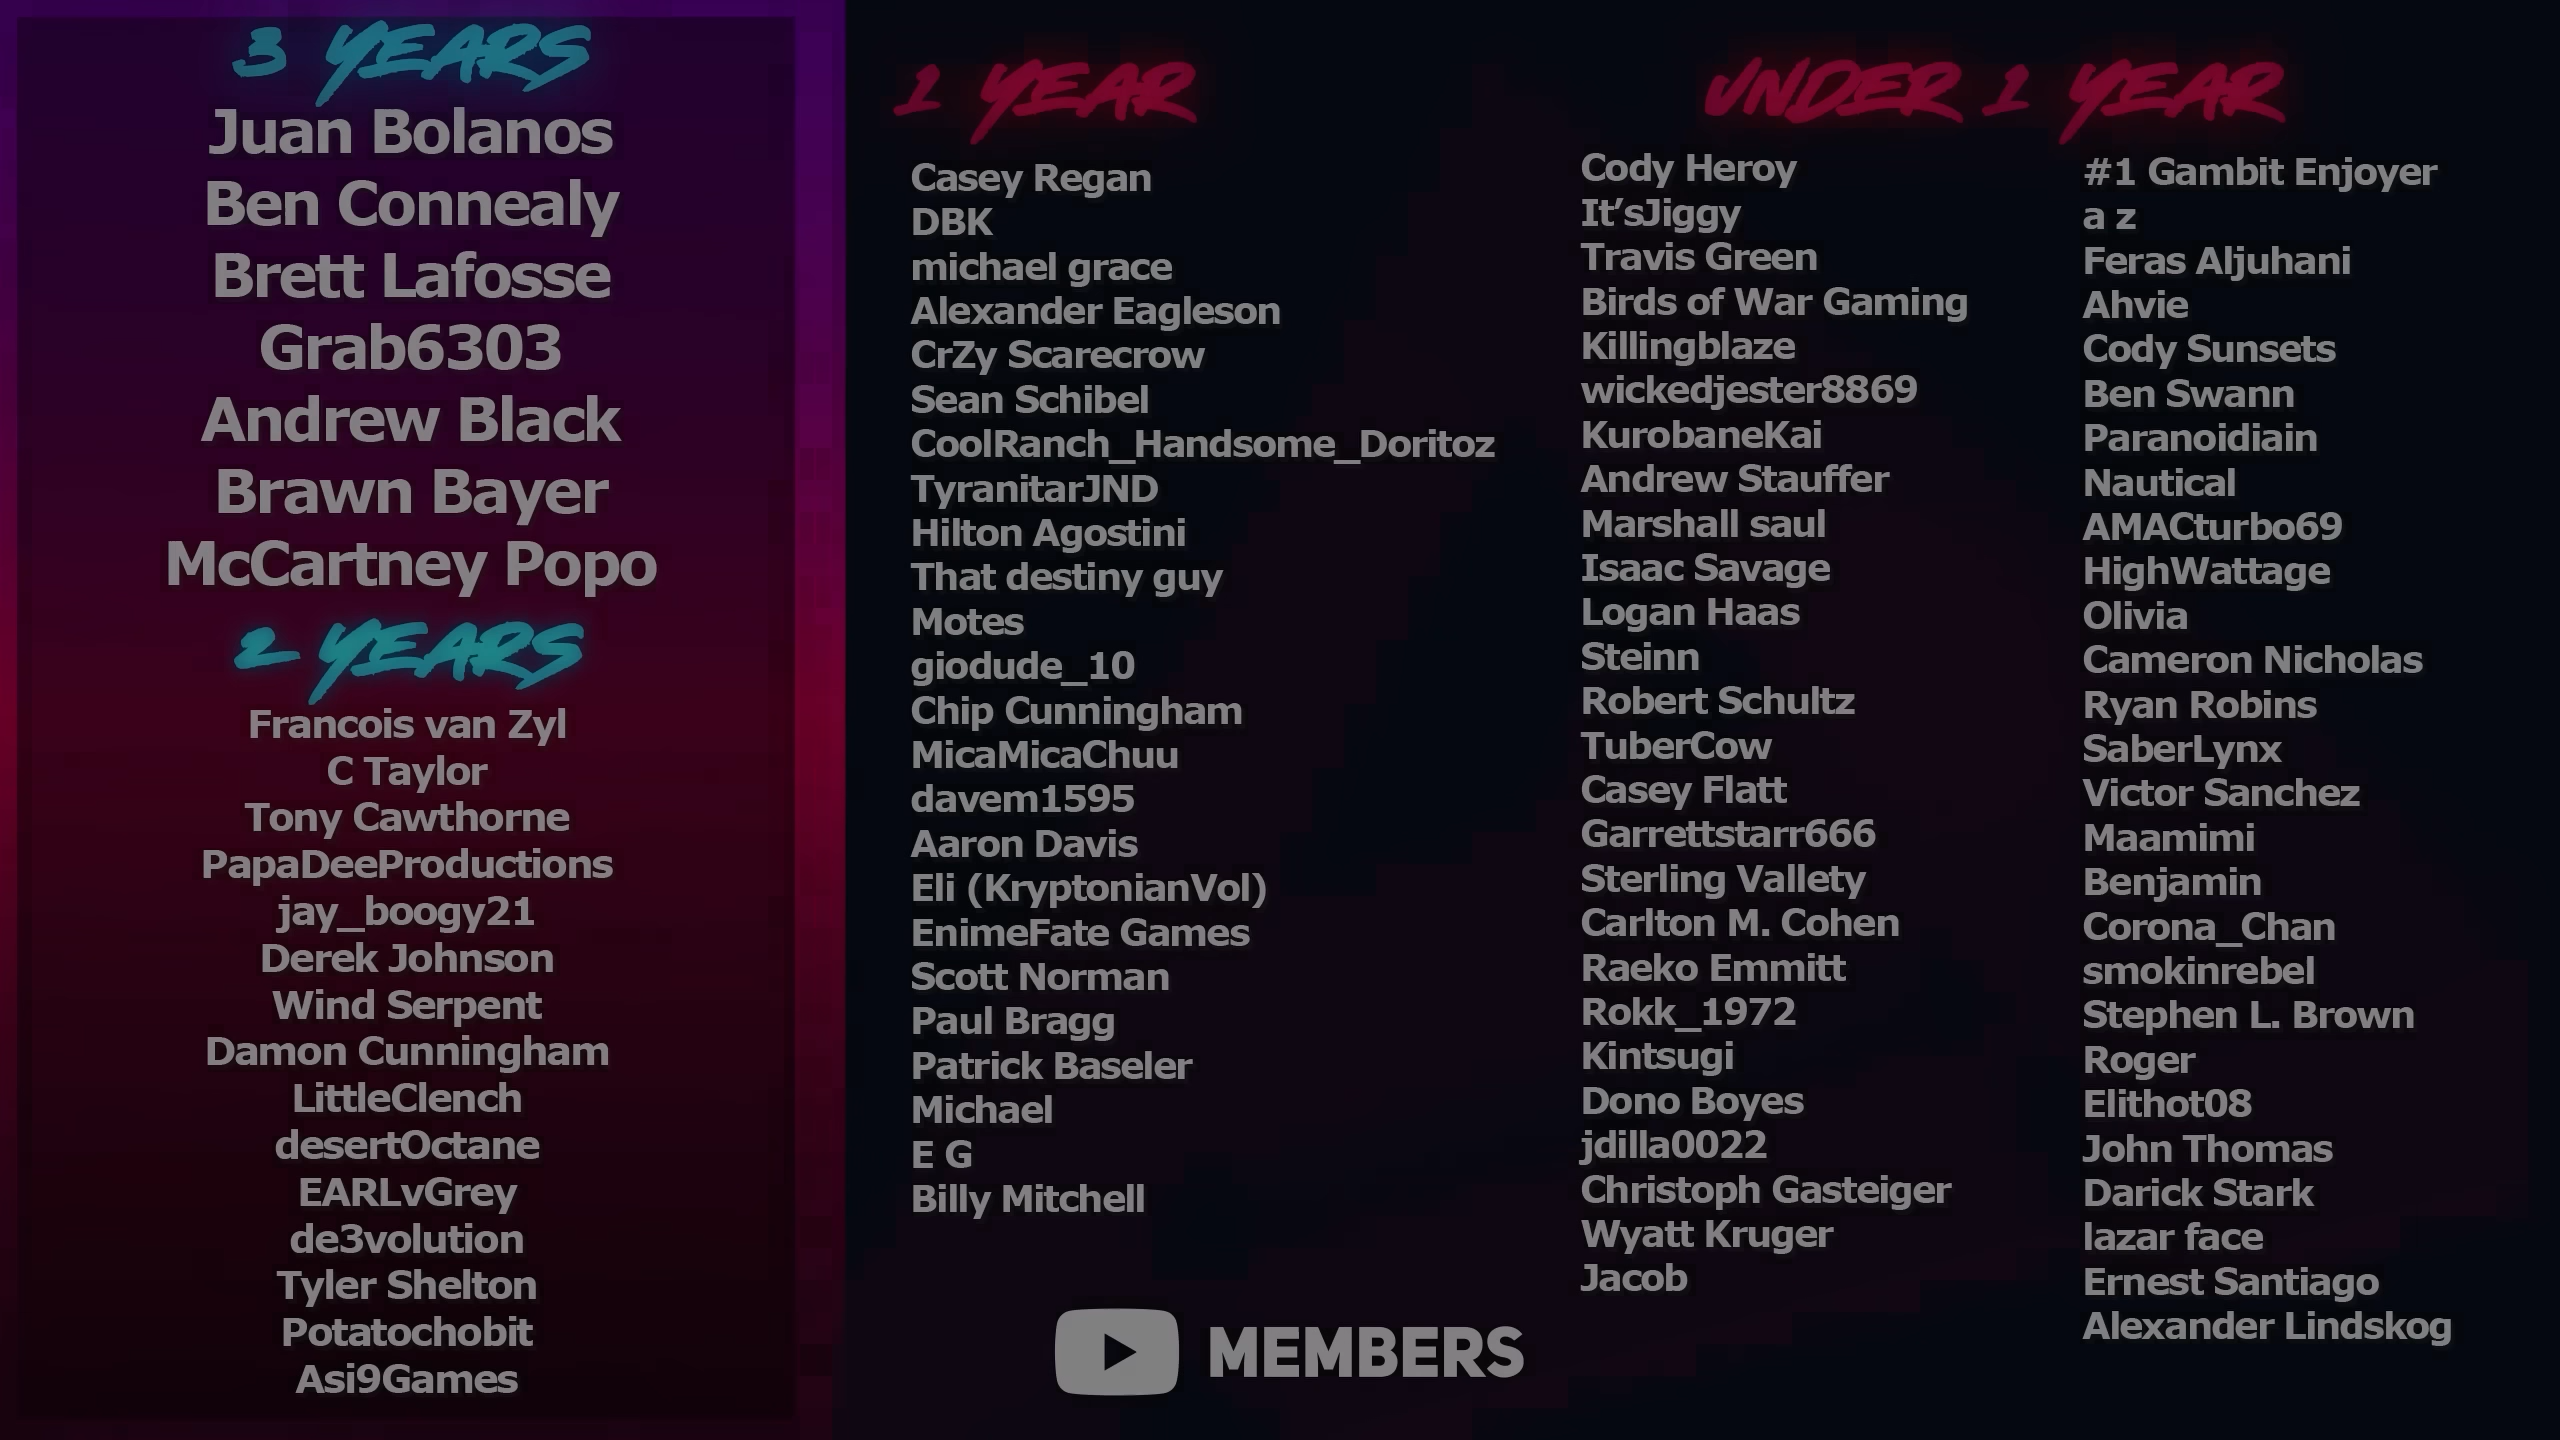 3 YEARS
Juan Bolanos
Ben Connealy
Brett Lafosse
Grab6303
Andrew Black
Brawn Bayer
McCartney Popo
2 YEARS
Francois van Zyl
C Taylor
Tony Cawthorne
PapaDeeProductions
jay_boogy21
Derek Johnson
Wind Serpent
Damon Cunningham
LittleClench
desertOctane
EARLvGrey
de3volution
Tyler Shelton
Potatochobit
Asi9Games
1 YEAR
Casey Regan
DBK
michael grace
Alexander Eagleson
CrZy Scarecrow
Sean Schibel
CoolRanch_Handsome_Doritoz
TyranitarJND
Hilton Agostini
That destiny guy
Motes
giodude_10
Chip Cunningham
MicaMicaChuu
davem1595
Aaron Davis
Eli (KryptonianVol)
EnimeFate Games
Scott Norman
Paul Bragg
Patrick Baseler
Michael
E G
Billy Mitchell
UNDER 1 YEAR
Cody Heroy
It’sJiggy
Travis Green
Birds of War Gaming
Killingblaze
wickedjester8869
KurobaneKai
Andrew Stauffer
Marshall saul
Isaac Savage
Logan Haas
Steinn
Robert Schultz
TuberCow
Casey Flatt
Garrettstarr666
Sterling Vallety
Carlton M. Cohen
Raeko Emmitt
Rokk_1972
Kintsugi
Dono Boyes
jdilla0022
Christoph Gasteiger
Wyatt Kruger
Jacob
#1 Gambit Enjoyer
a z
Feras Aljuhani
Ahvie
Cody Sunsets
Ben Swann
Paranoidiain
Nautical
AMACturbo69
HighWattage
Olivia
Cameron Nicholas
Ryan Robins
SaberLynx
Victor Sanchez
Maamimi
Benjamin
Corona_Chan
smokinrebel
Stephen L. Brown
Roger
Elithot08
John Thomas
Darick Stark
lazar face
Ernest Santiago
Alexander Lindskog
MEMBERS